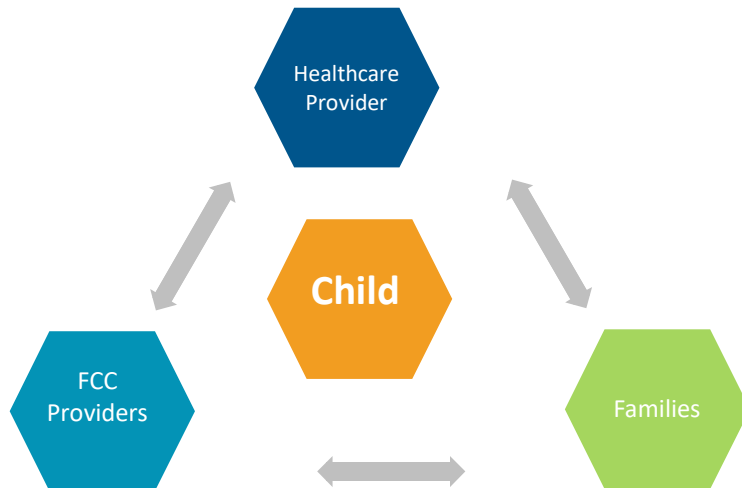 Healthcare
Provider
Child
FCC
Providers
Families